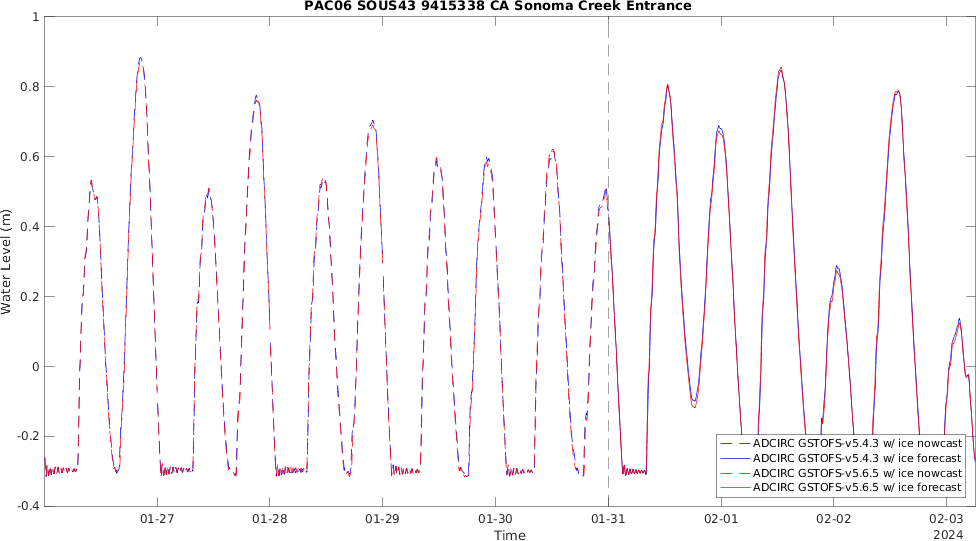 PAC06 SOUS43 9415338 CA Sonoma Creek Entrance
Water Level (m)
1
0.8
0.6
0.4
0.2
0
-0.2
-0.4
01-27
01-28
01-29
01-30
01-31
02-01
02-02
02-03
Time
2024
ADCIRC GSTOFS-v5.4.3 w/ ice nowcast
ADCIRC GSTOFS-v5.4.3 w/ ice forecast
ADCIRC GSTOFS-v5.6.5 w/ ice nowcast
ADCIRC GSTOFS-v5.6.5 w/ ice forecast